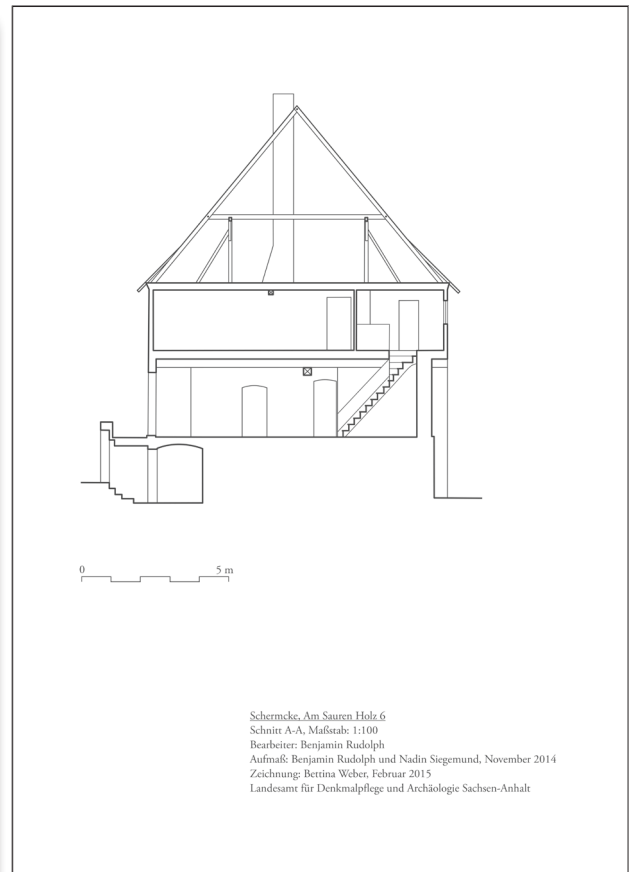 0 5 m
Schermcke, Am Sauren Holz 6
Schnitt A-A, Maßstab: 1:100
Bearbeiter: Benjamin Rudolph
Aufmaß: Benjamin Rudolph und Nadin Siegemund, November 2014
Zeichnung: Bettina Weber, Februar 2015
Landesamt für Denkmalpflege und Archäologie Sachsen-Anhalt